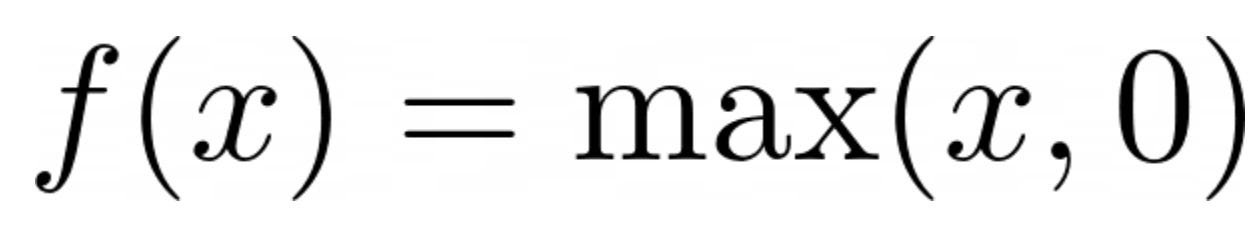 f(x) = max(x, 0)